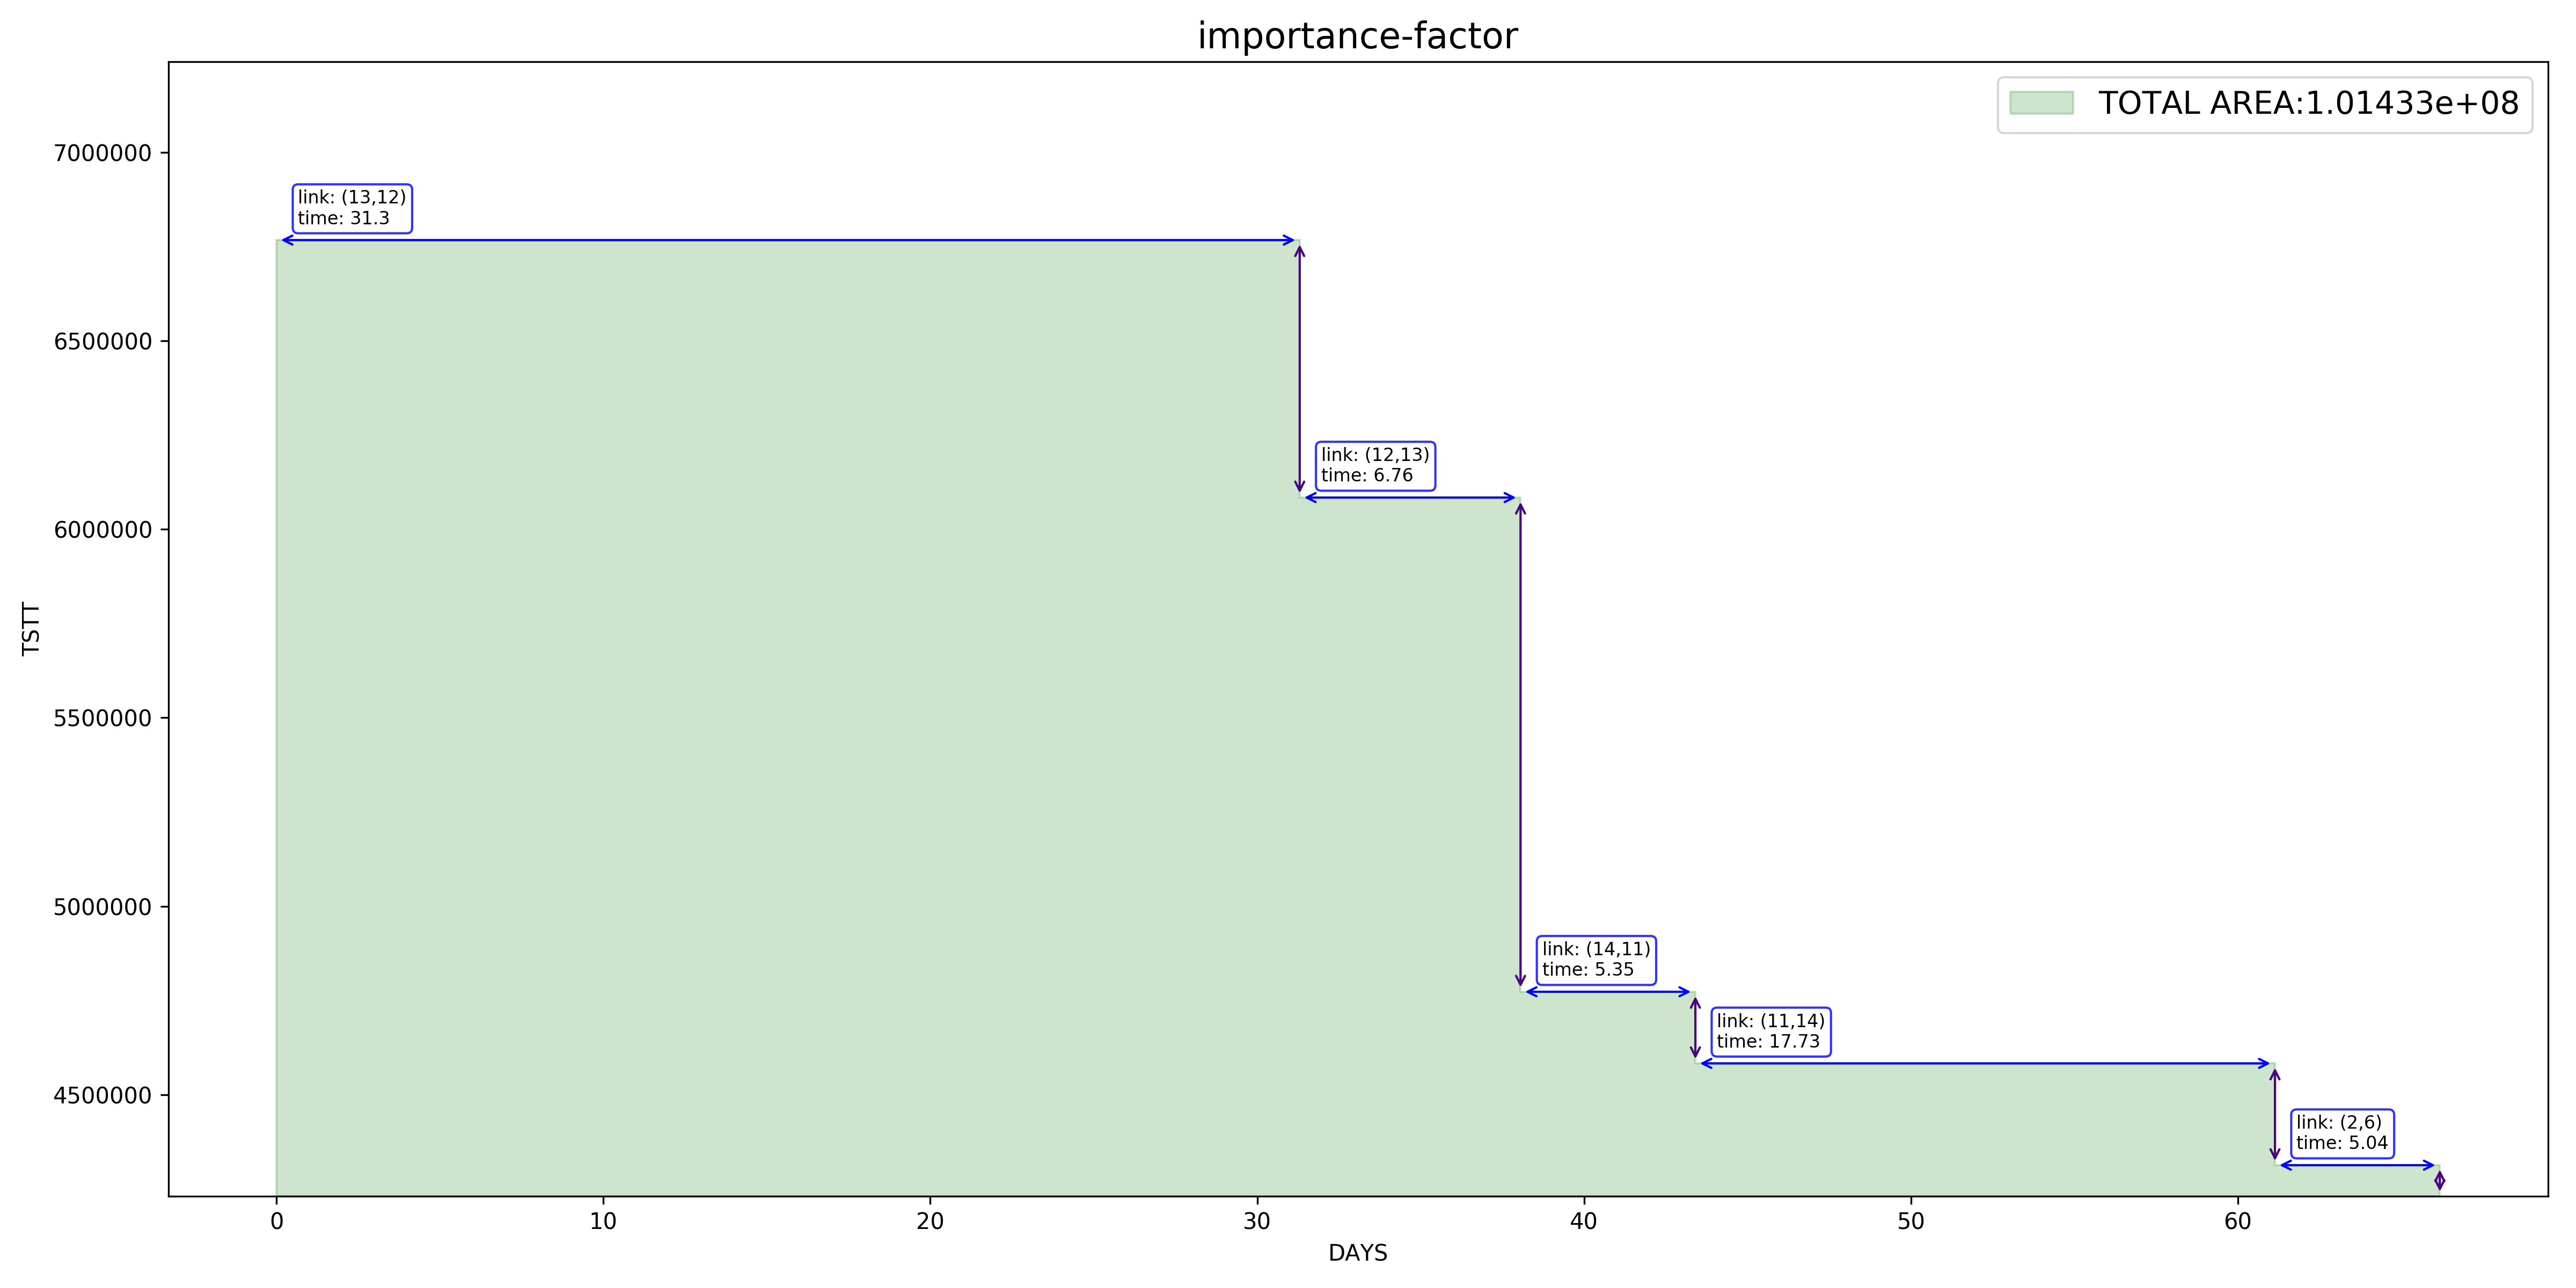 importance-factor
TOTAL AREA:1.01433e+08
7000000
6500000
6000000
5500000
5000000
4500000
TSTT
link: (13,12)
time: 31.3
link: (12,13)
time: 6.76
link: (14,11)
time: 5.35
link: (11,14)
time: 17.73
link: (2,6)
time: 5.04
0 10 20 30 40 50 60
DAYS